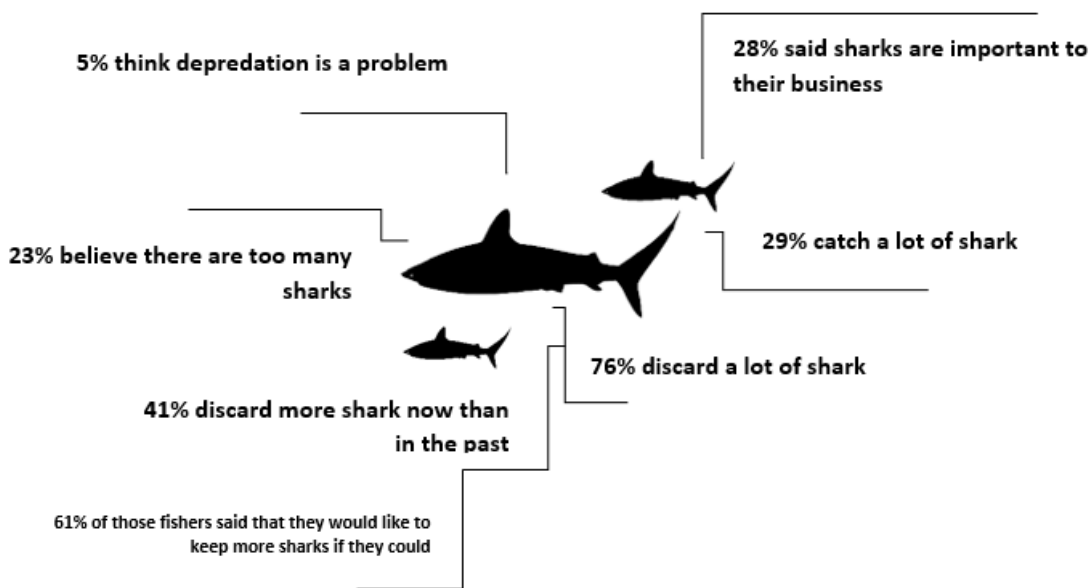 5% think depredation is a problem
28% said sharks are important to
their business
23% believe there are too many
sharks
29% catch a lot of shark
76% discard a lot of shark
41% discard more shark now than
in the past
61% of those fishers said that they would like to
keep more sharks if they could